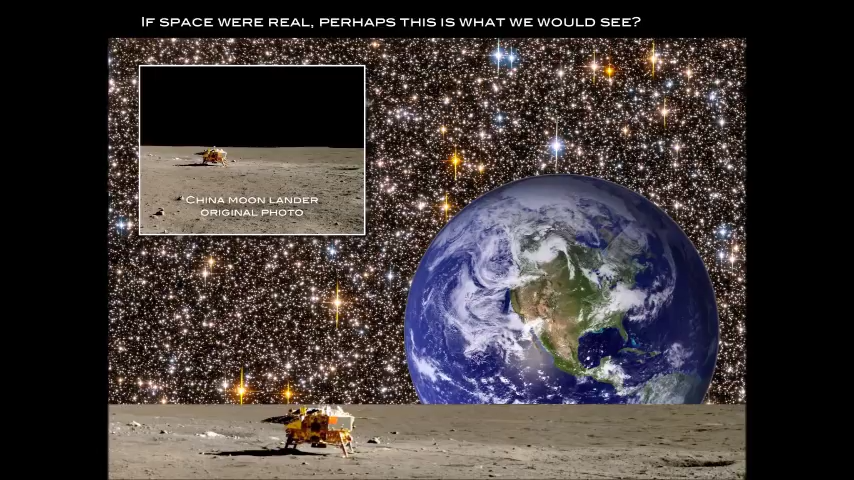 If space were real, perhaps this is what we would see?
*China moon lander
original photo